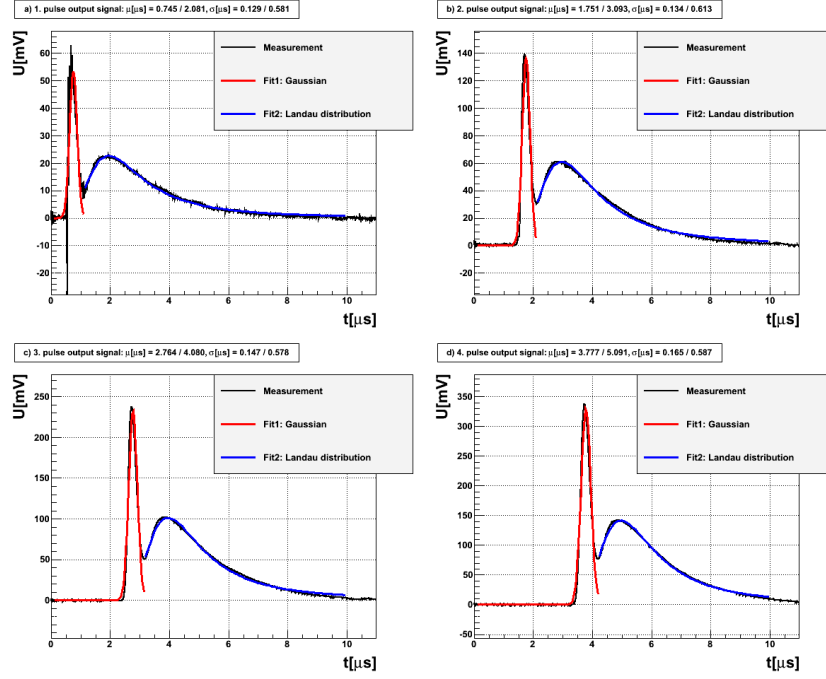 a) 1. pulse output signal: μ[μs] = 0.745 / 2.081, σ[μs] = 0.129 / 0.581
U[mV]
60
50
40
30
20
10
0
-10
-20
0 2 4 6 8 10
t[μs]
Measurement
Fit1: Gaussian
Fit2: Landau distribution
b) 2. pulse output signal: μ[μs] = 1.751 / 3.093, σ[μs] = 0.134 / 0.613
U[mV]
140
120
100
80
60
40
20
0
-20
0 2 4 6 8 10
t[μs]
Measurement
Fit1: Gaussian
Fit2: Landau distribution
c) 3. pulse output signal: μ[μs] = 2.764 / 4.080, σ[μs] = 0.147 / 0.578
U[mV]
250
200
150
100
50
0
0 2 4 6 8 10
t[μs]
Measurement
Fit1: Gaussian
Fit2: Landau distribution
d) 4. pulse output signal: μ[μs] = 3.777 / 5.091, σ[μs] = 0.165 / 0.587
U[mV]
350
300
250
200
150
100
50
0
-50
0 2 4 6 8 10
t[μs]
Measurement
Fit1: Gaussian
Fit2: Landau distribution